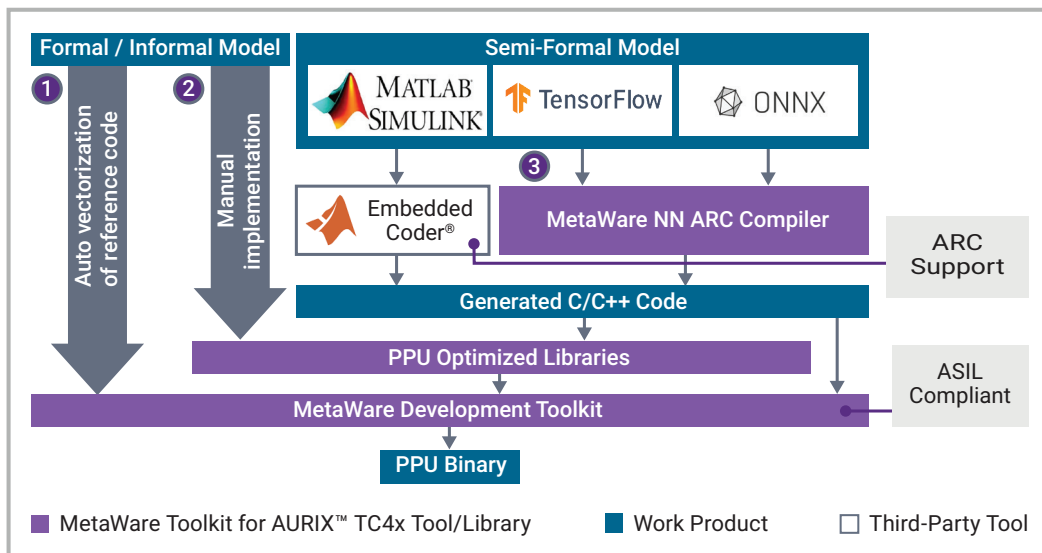 Formal / Informal Model
Semi-Formal Model
1
2
Auto vectorization
of reference code
Manual
implementation
MATLAB
SIMULINK®
TensorFlow
ONNX
3
Embedded
Coder®
MetaWare NN ARC Compiler
ARC
Support
Generated C/C++ Code
PPU Optimized Libraries
ASIL
Compliant
MetaWare Development Toolkit
PPU Binary
MetaWare Toolkit for AURIX™ TC4x Tool/Library
Work Product
Third-Party Tool